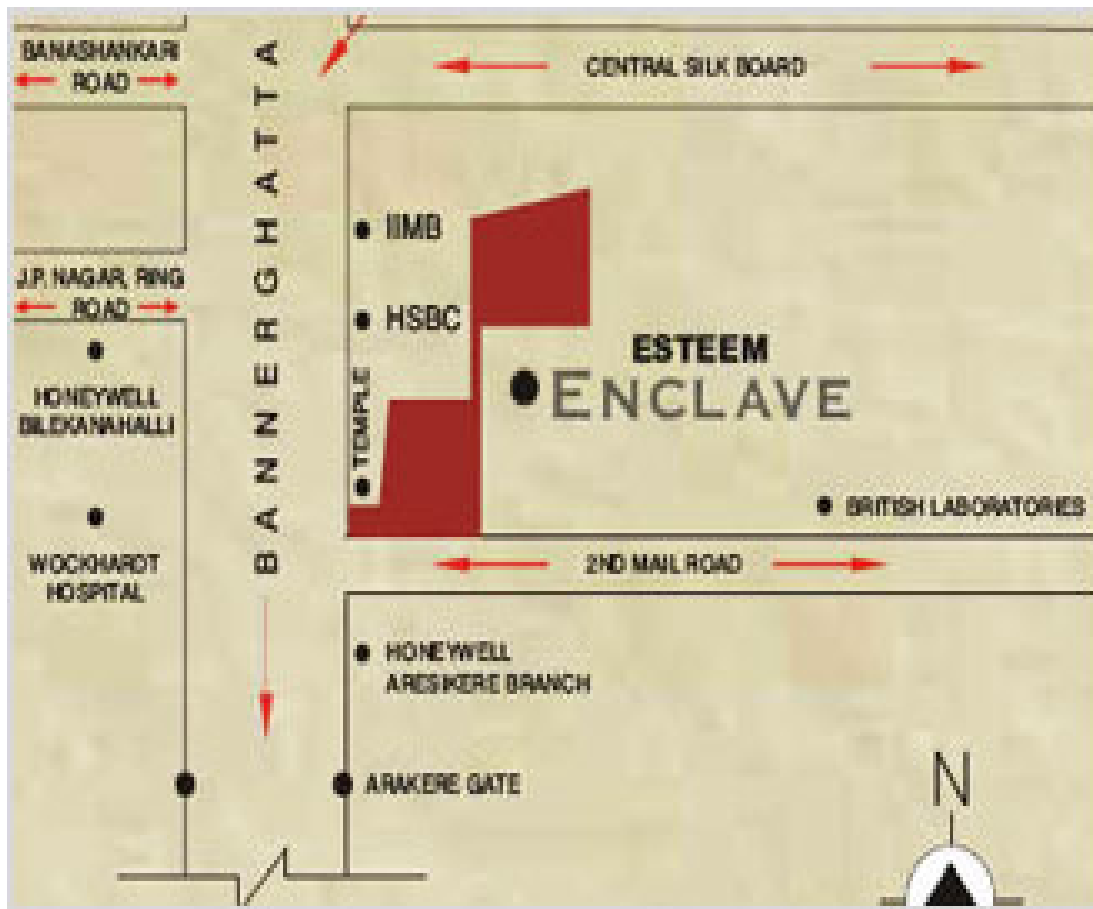 BANASHANKARI
ROAD
CENTRAL SILK BOARD
BANNERGHATTA
IIMB
J.P. NAGAR, RING
ROAD
HSBC
ESTEEM
ENCLAVE
TEMPLE
HONEYWELL
BILEKANAHALLI
BRITISH LABORATORIES
WOCKHARDT
HOSPITAL
2ND MAIL ROAD
HONEYWELL
ARESIKERE BRANCH
ARAKERE GATE
N